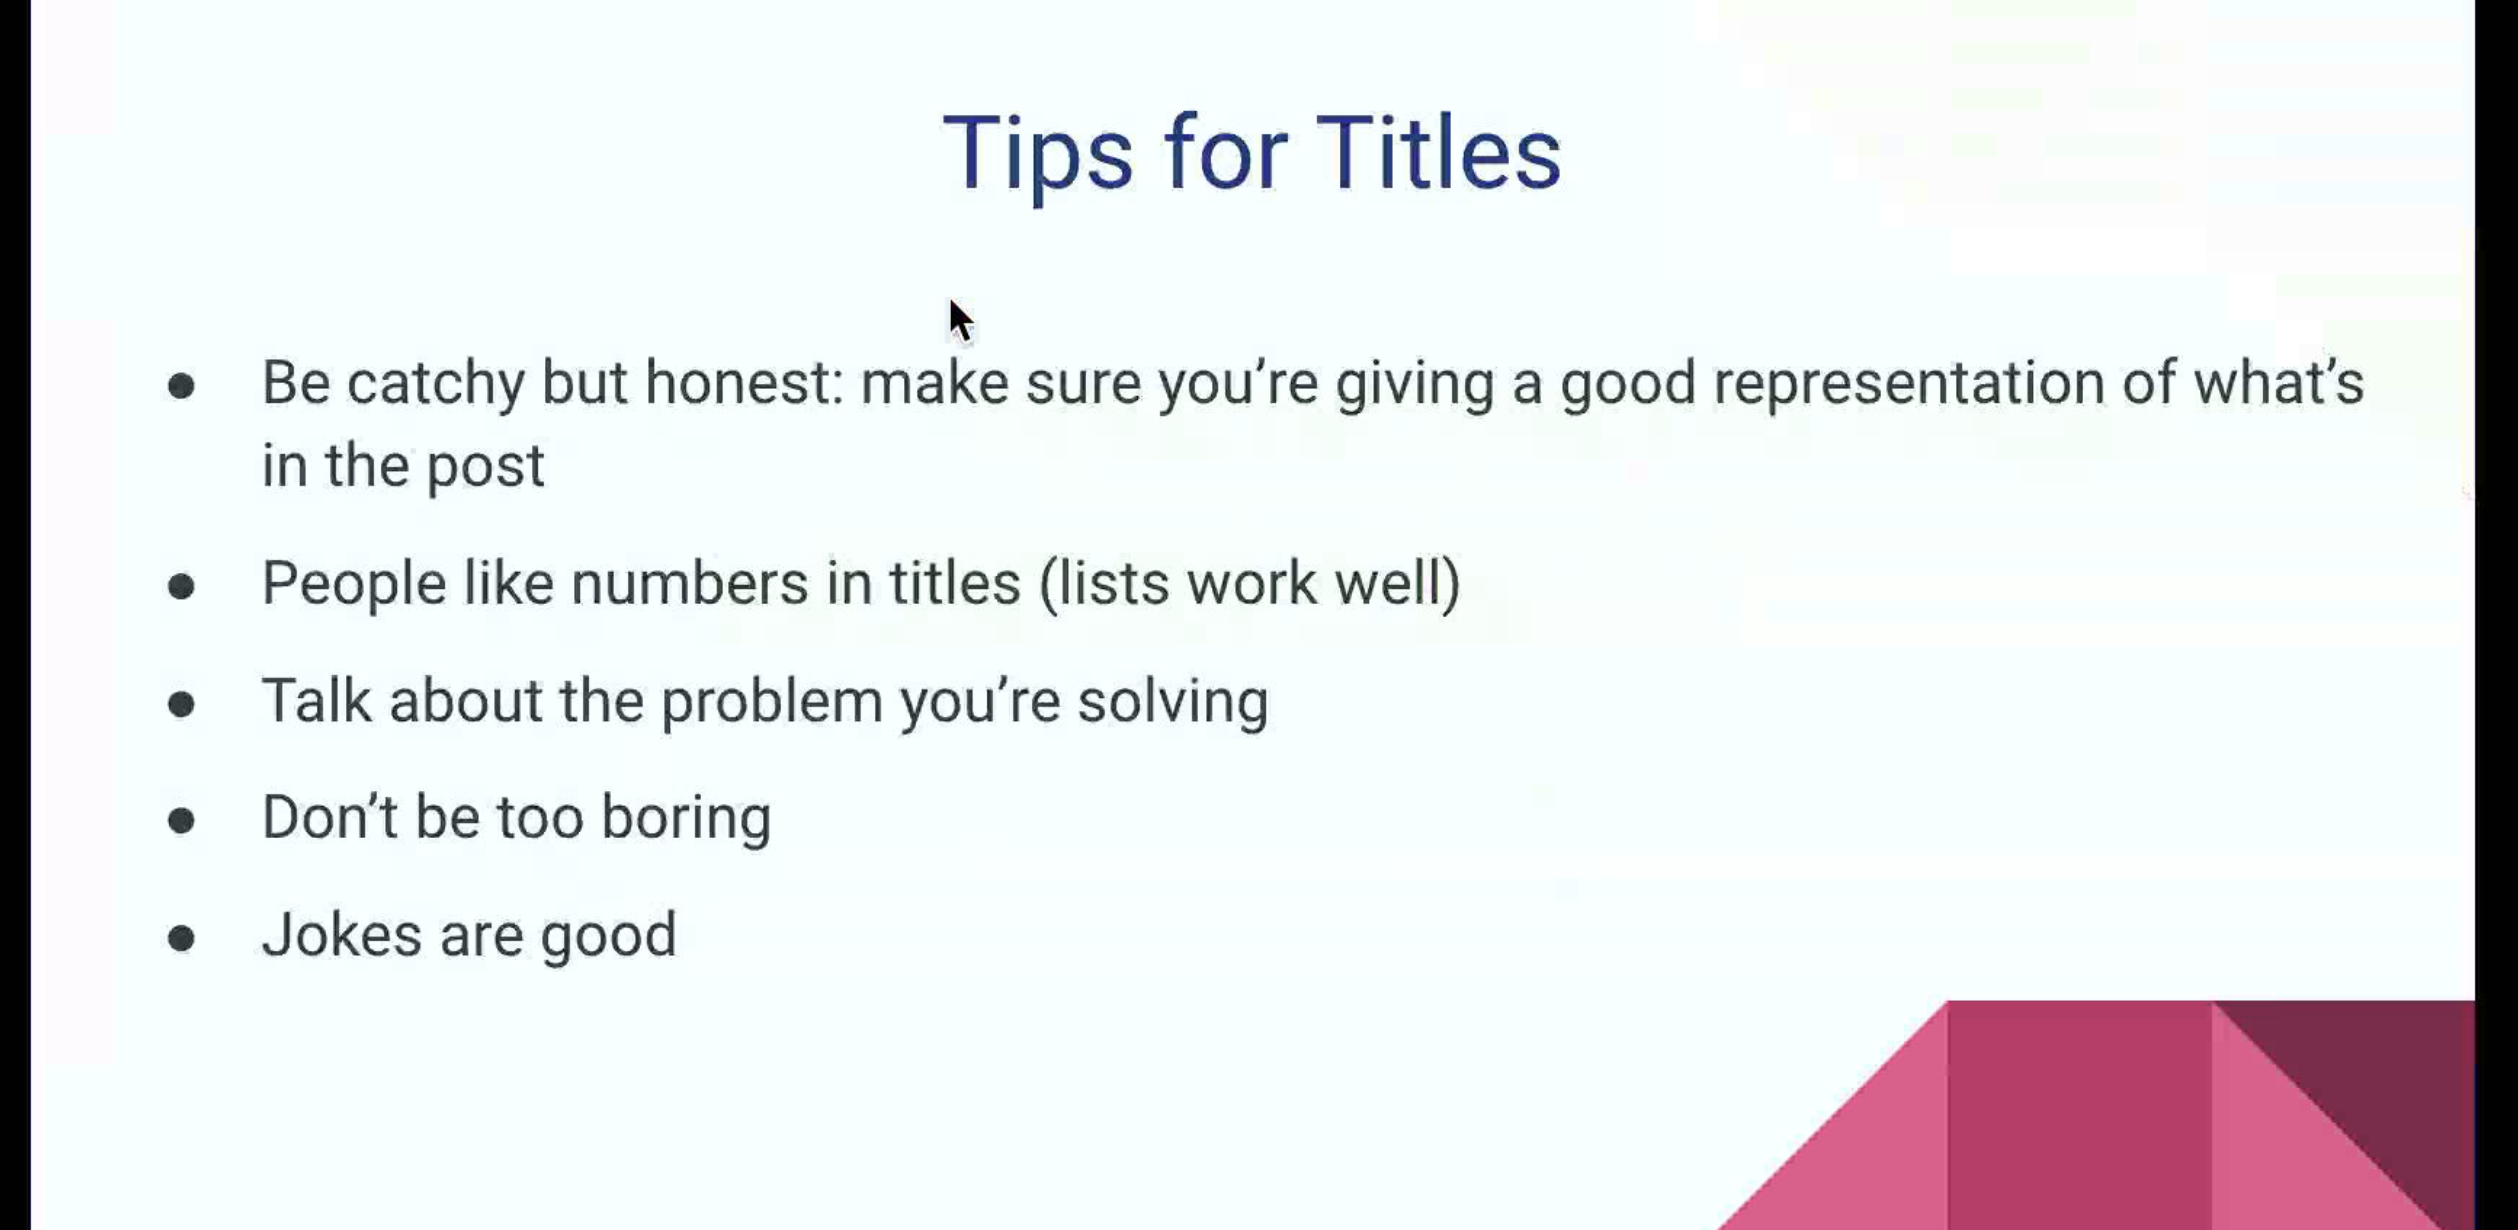 Tips for Titles
● Be catchy but honest: make sure you’re giving a good representation of what’s
in the post
● People like numbers in titles (lists work well)
● Talk about the problem you’re solving
● Don’t be too boring
● Jokes are good